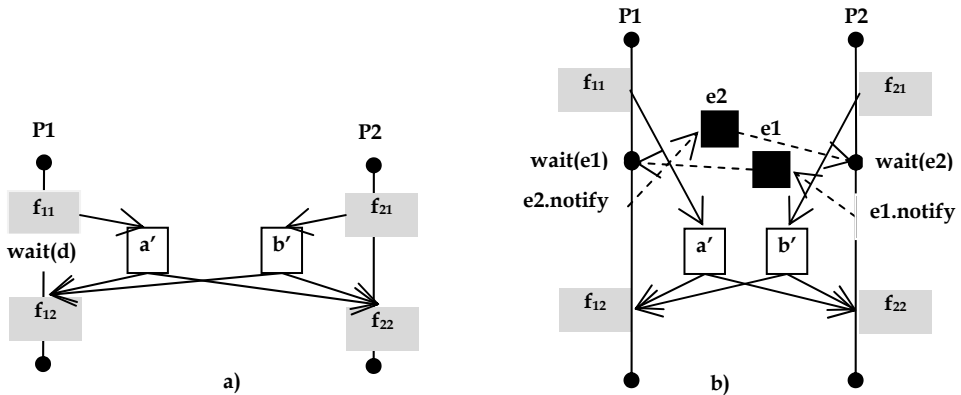 P1
P2
f11
f21
wait(d)
a′
b′
f12
f22
a)
P1
P2
f11
f21
e2
e1
wait(e1)
wait(e2)
e2.notify
e1.notify
a′
b′
f12
f22
b)